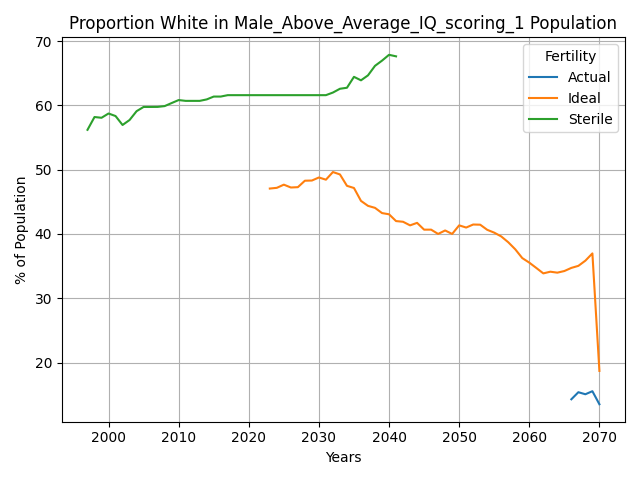 Proportion White in Male_Above_Average_IQ_scoring_1 Population
Fertility
Actual
Ideal
Sterile
% of Population
70
60
50
40
30
20
2000 2010 2020 2030 2040 2050 2060 2070
Years